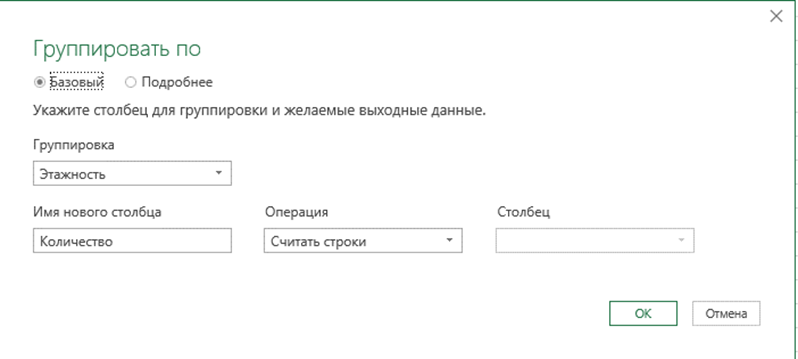 Группировать по
Базовый Подробнее
Укажите столбец для группировки и желаемые выходные данные.
Группировка
Этажность
Имя нового столбца Операция Столбец
Количество Считать строки
ОК Отмена